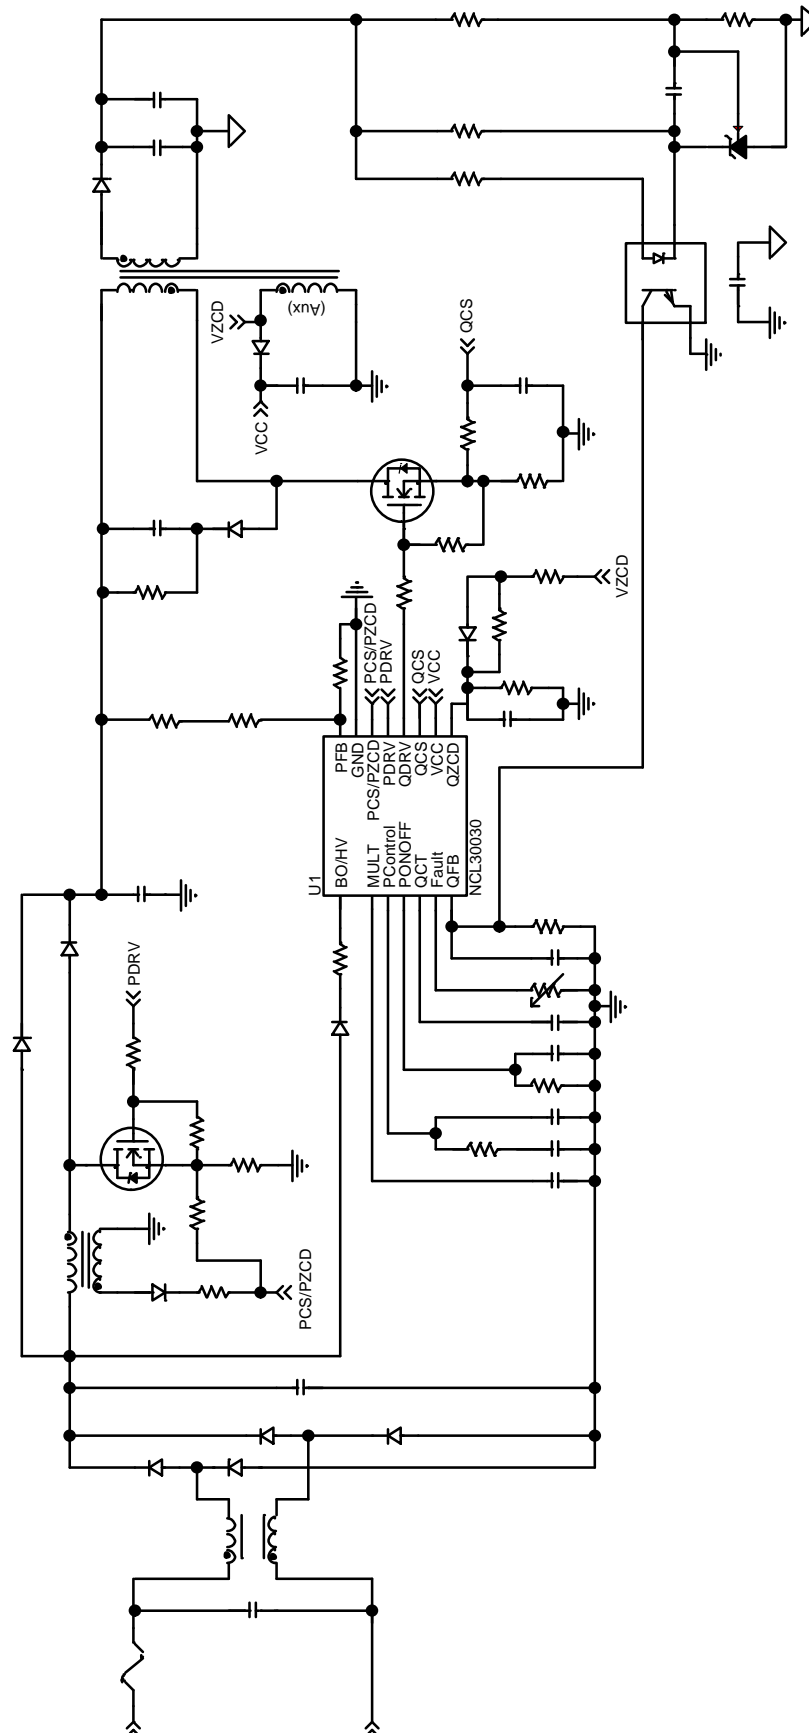 (Aux)
VZCD
VCC
QCS
VZCD
PCS/PZCD
PDRV
QCS
VCC
PFB
GND
PCS/PZCD
PDRV
QDRV
QCS
VCC
QZCD
U1
BO/HV
MULT
PControl
PONOFF
QCT
Fault
QFB
NCL30030
PDRV
PCS/PZCD